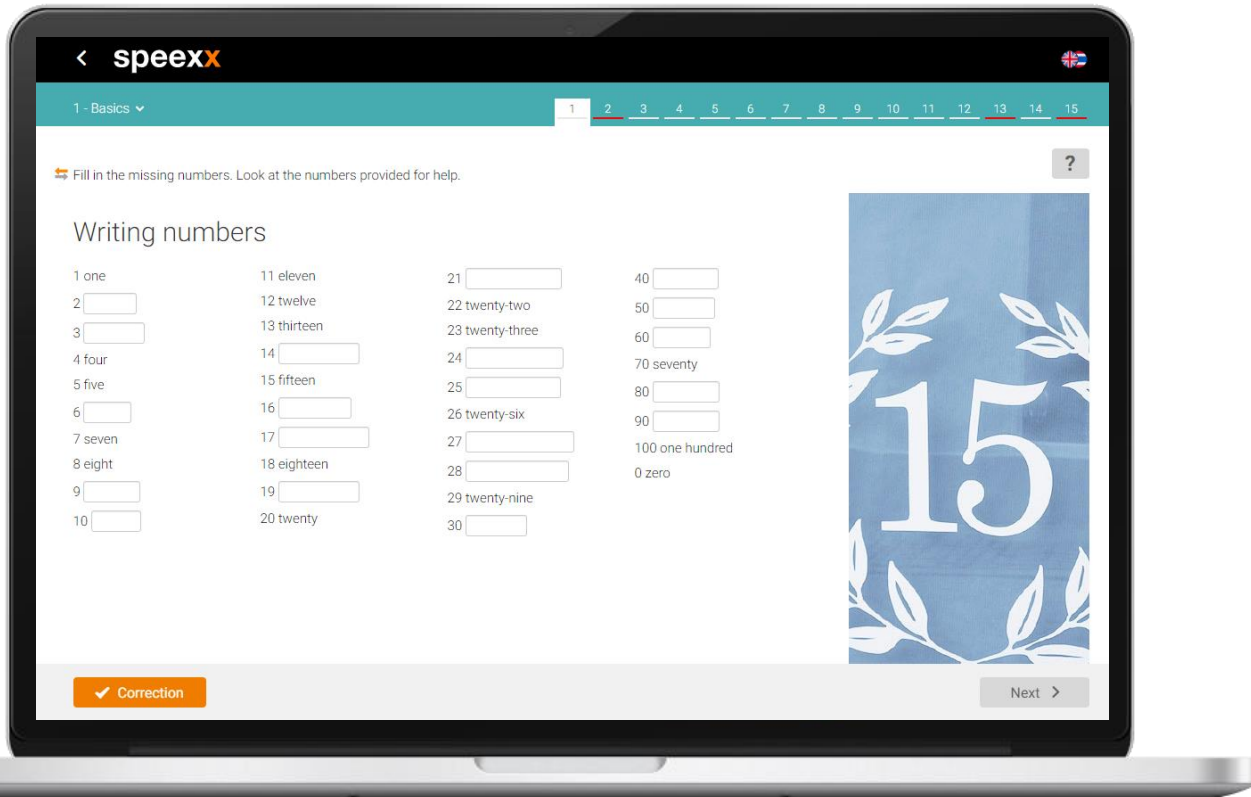 speexx
1 - Basics
1 2 3 4 5 6 7 8 9 10 11 12 13 14 15
Fill in the missing numbers. Look at the numbers provided for help.
?
Writing numbers
1 one
2
3
4 four
5 five
6
7 seven
8 eight
9
10
11 eleven
12 twelve
13 thirteen
14
15 fifteen
16
17
18 eighteen
19
20 twenty
21
22 twenty-two
23 twenty-three
24
25
26 twenty-six
27
28
29 twenty-nine
30
40
50
60
70 seventy
80
90
100 one hundred
0 zero
15
Correction
Next